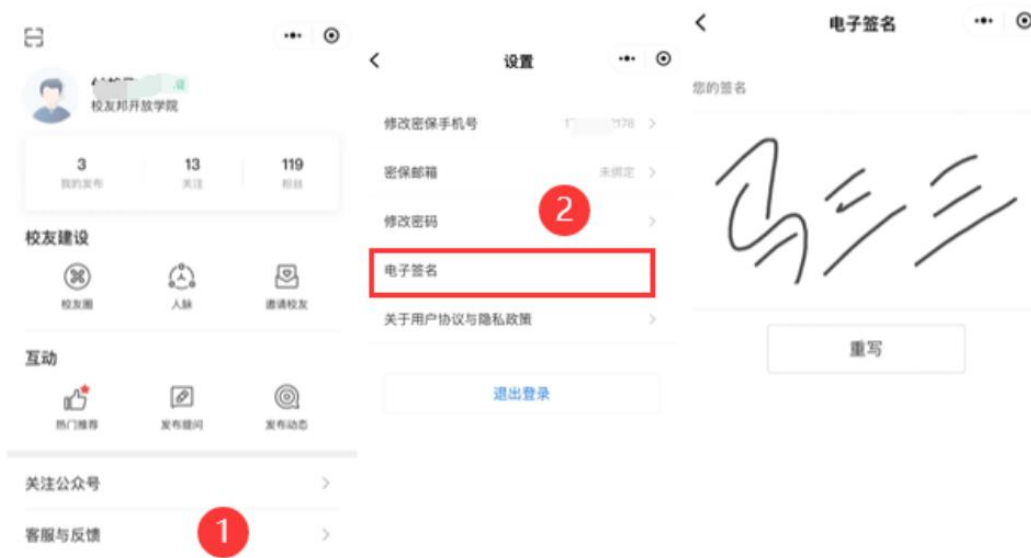 校友邦开放学院
3
13
119
我的发布
关注
粉丝
校友建设
校友圈
人脉
邀请校友
互动
热门推荐
发布提问
发布动态
关注公众号
客服与反馈
1
设置
修改密保手机号
密保邮箱
未绑定
2
修改密码
电子签名
关于用户协议与隐私政策
退出登录
电子签名
您的签名
重写